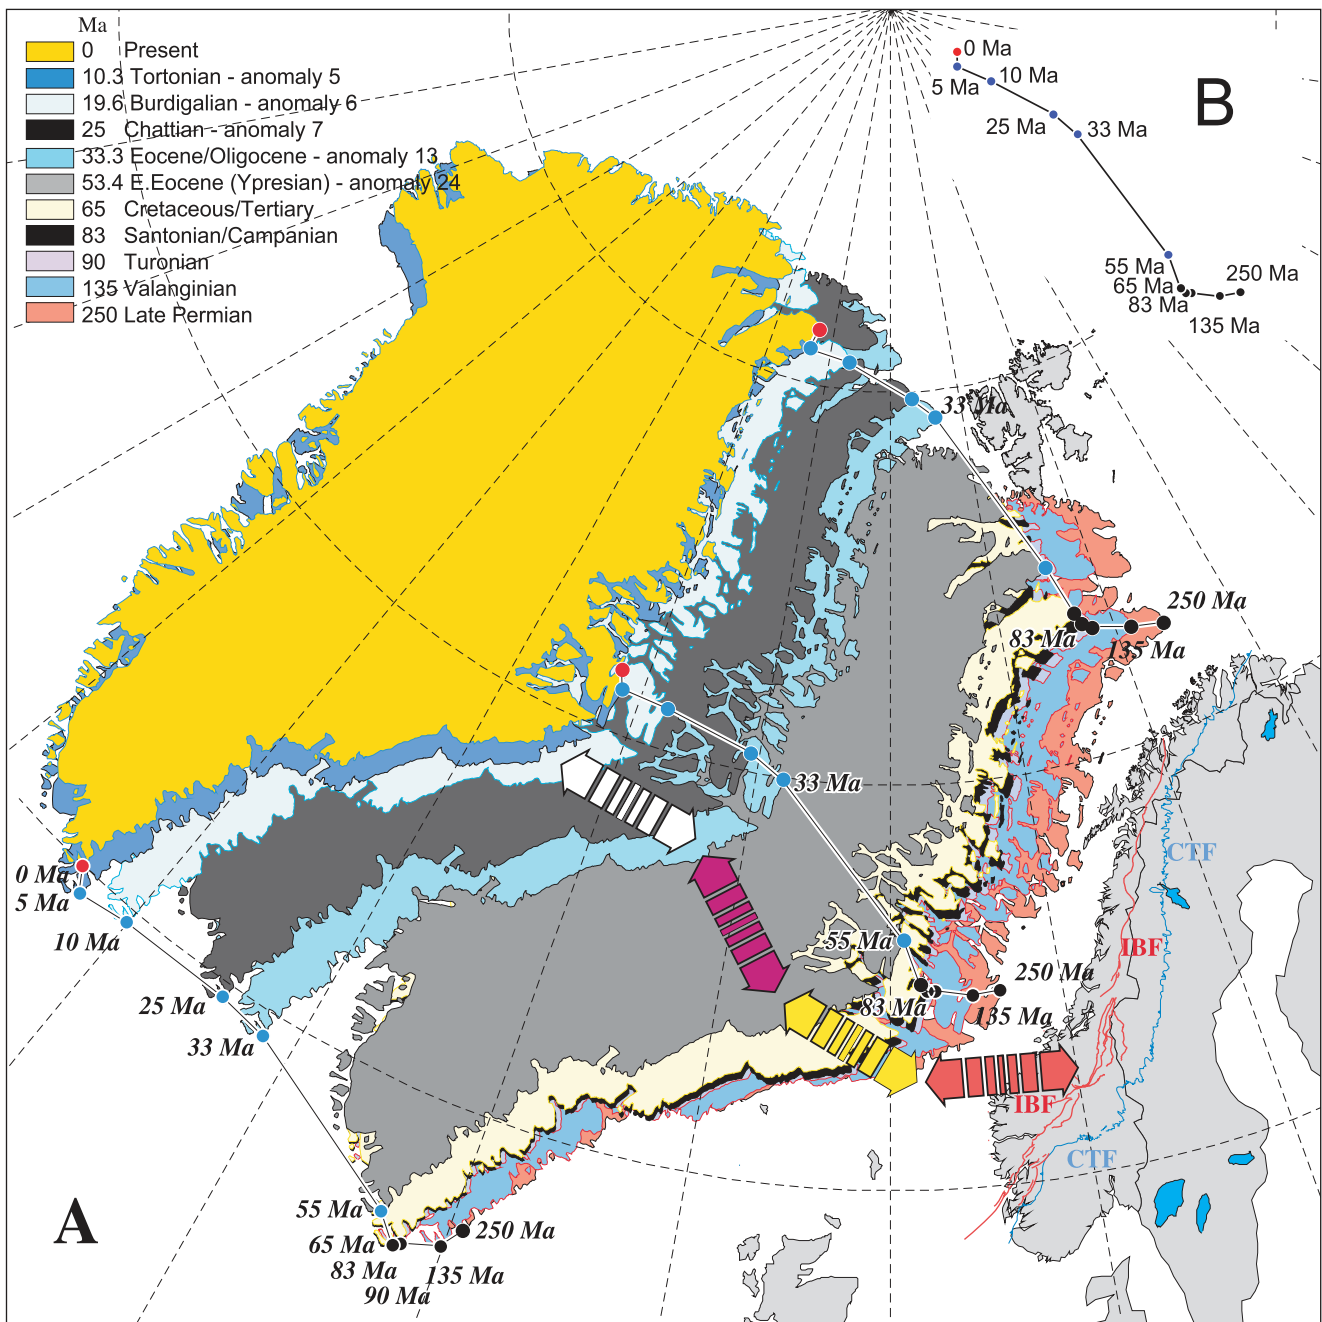 Ma
0 Present
10.3 Tortonian - anomaly 5
19.6 Burdigalian - anomaly 6
25 Chattian - anomaly 7
33.3 Eocene/Oligocene - anomaly 13
53.4 E.Eocene (Ypresian) - anomaly 24
65 Cretaceous/Tertiary
83 Santonian/Campanian
90 Turonian
135 Valanginian
250 Late Permian
0 Ma
5 Ma
10 Ma
25 Ma
33 Ma
B
55 Ma
250 Ma
65 Ma
83 Ma
135 Ma
33 Ma
250 Ma
83 Ma
135 Ma
33 Ma
CTF
0 Ma
5 Ma
10 Ma
55 Ma
IBF
250 Ma
25 Ma
83 Ma
135 Ma
33 Ma
IBF
CTF
A
55 Ma
250 Ma
65 Ma
83 Ma
135 Ma
90 Ma